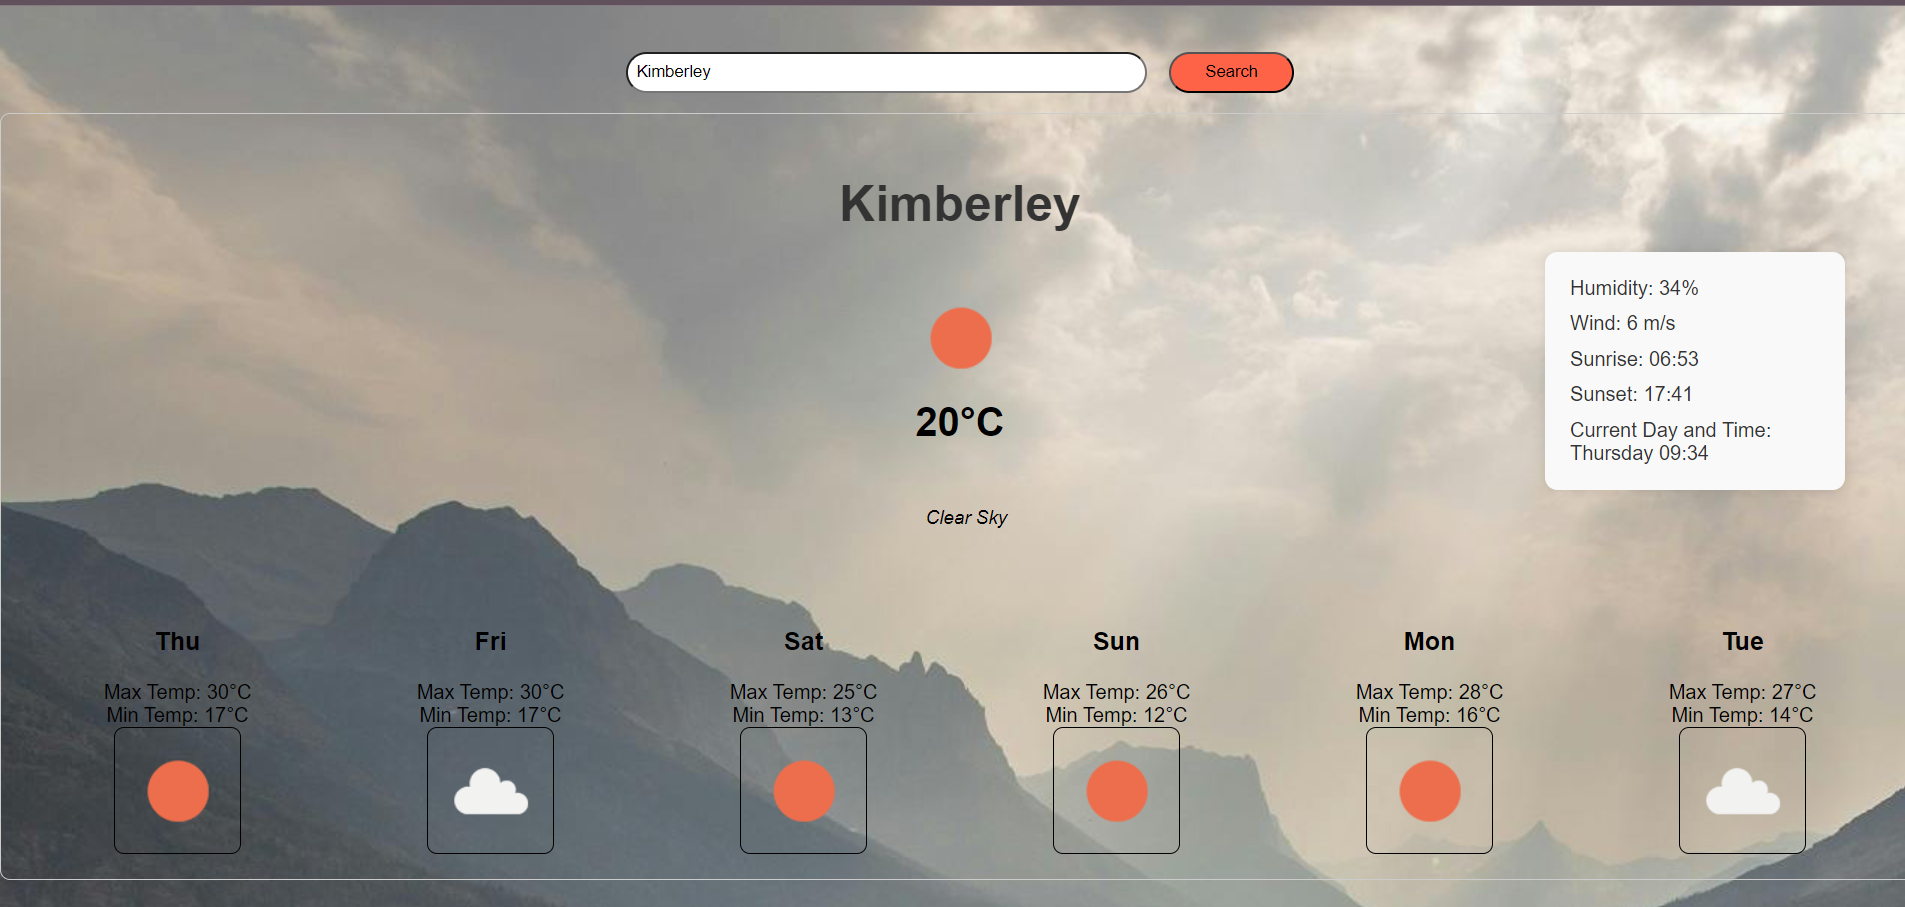 Kimberley
Search
Kimberley
20°C
Clear Sky
Humidity: 34%
Wind: 6 m/s
Sunrise: 06:53
Sunset: 17:41
Current Day and Time:
Thursday 09:34
Thu
Max Temp: 30°C
Min Temp: 17°C
Fri
Max Temp: 30°C
Min Temp: 17°C
Sat
Max Temp: 25°C
Min Temp: 13°C
Sun
Max Temp: 26°C
Min Temp: 12°C
Mon
Max Temp: 28°C
Min Temp: 16°C
Tue
Max Temp: 27°C
Min Temp: 14°C